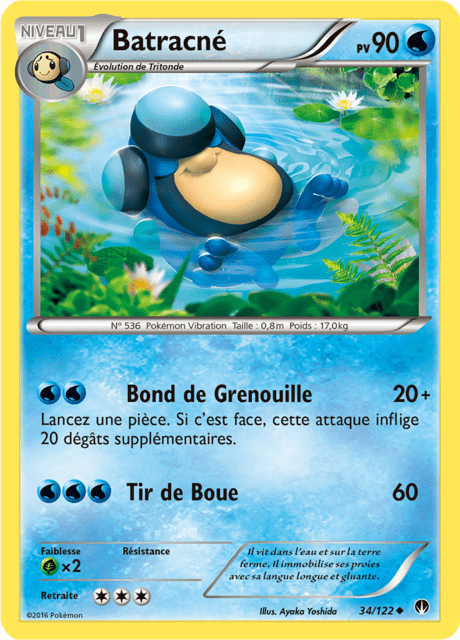 NIVEAU 1
Batracné
PV 90
Évolution de Tritonde
N° 536 Pokémon Vibration Taille : 0,8m Poids : 17,0kg
Bond de Grenouille 20+
Lancez une pièce. Si c'est face, cette attaque inflige
20 dégâts supplémentaires.
Tir de Boue 60
Faiblesse Résistance
×2
Il vit dans l'eau et sur la terre
ferme. Il immobilise ses proies
avec sa langue longue et gluante.
Retraite
©2016 Pokémon
Illus. Ayaka Yoshida
34/122